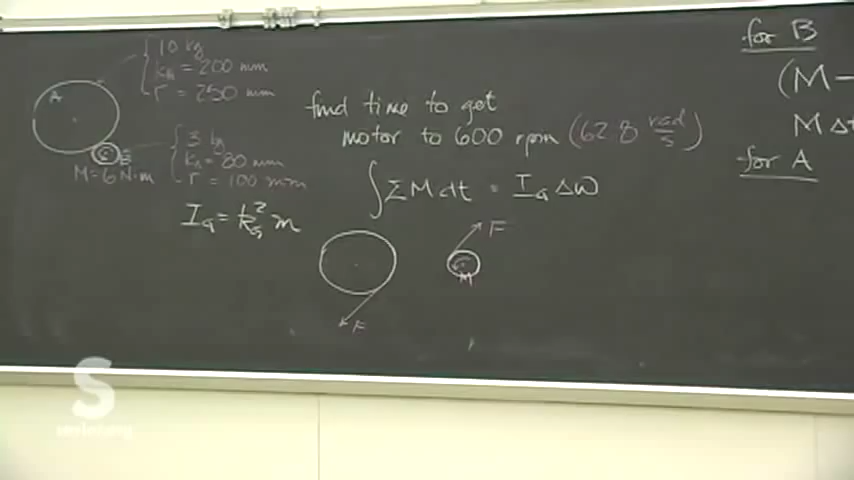 10 kg
kG = 200 mm
r = 250 mm
A
3 kg
kG = 80 mm
r = 100 mm
B
M = 6 N·m
IG = kG² m
find time to get
motor to 600 rpm (62.8 rad/s)
∫ΣM dt = IG Δω
F
M
F
for B
(M -
M Δt
for A
S